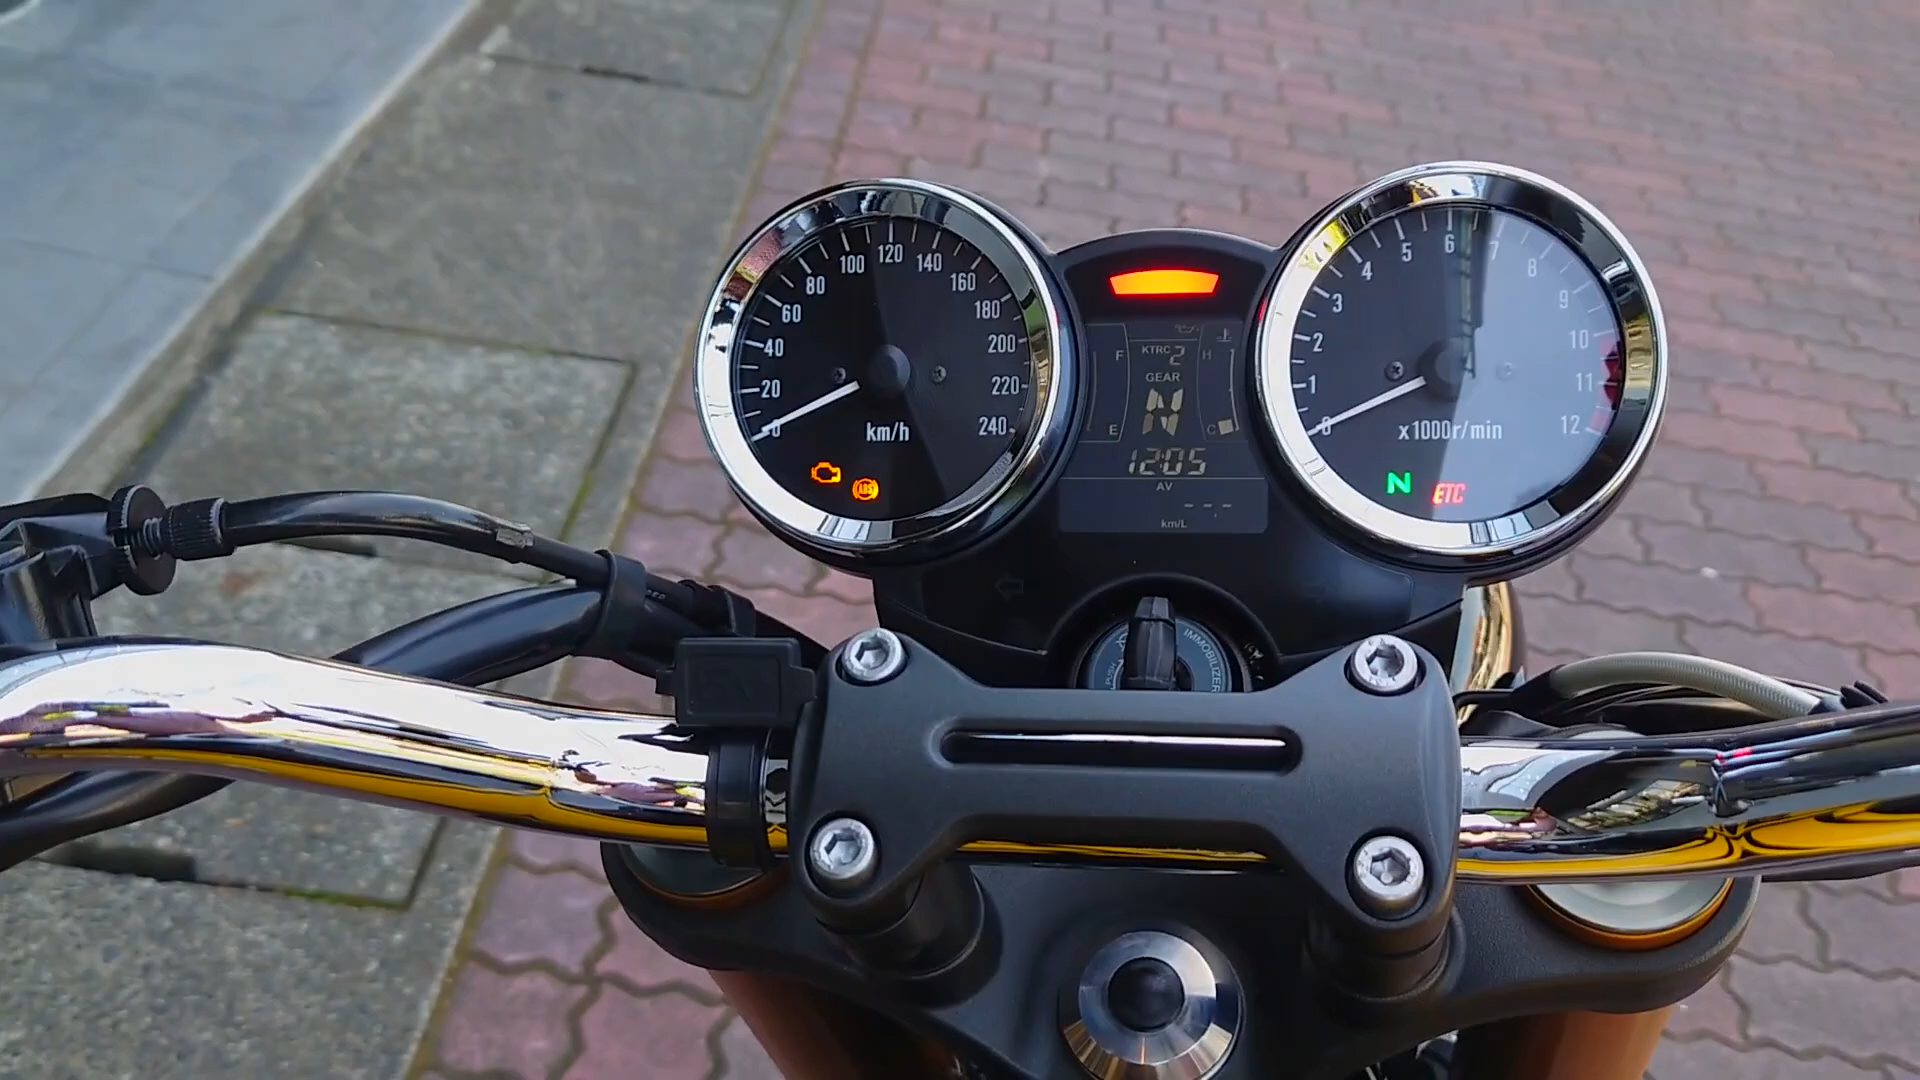 0 20 40 60 80 100 120 140 160 180 200 220 240
km/h
ABS
F
E
KTRC 2
H
C
GEAR
N
12:05
AV
--.-
km/L
0 1 2 3 4 5 6 7 8 9 10 11 12
x1000r/min
N
ETC
PUSH
IMMOBILIZER